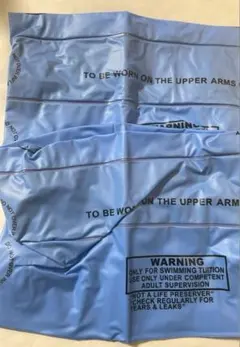 TO BE WORN ON THE UPPER ARMS
WARNING
TO BE WORN ON THE UPPER ARMS
WARNING
ONLY FOR SWIMMING TUITION
USE ONLY UNDER COMPETENT
ADULT SUPERVISION
"NOT A LIFE PRESERVER"
"CHECK REGULARLY FOR
TEARS & LEAKS"